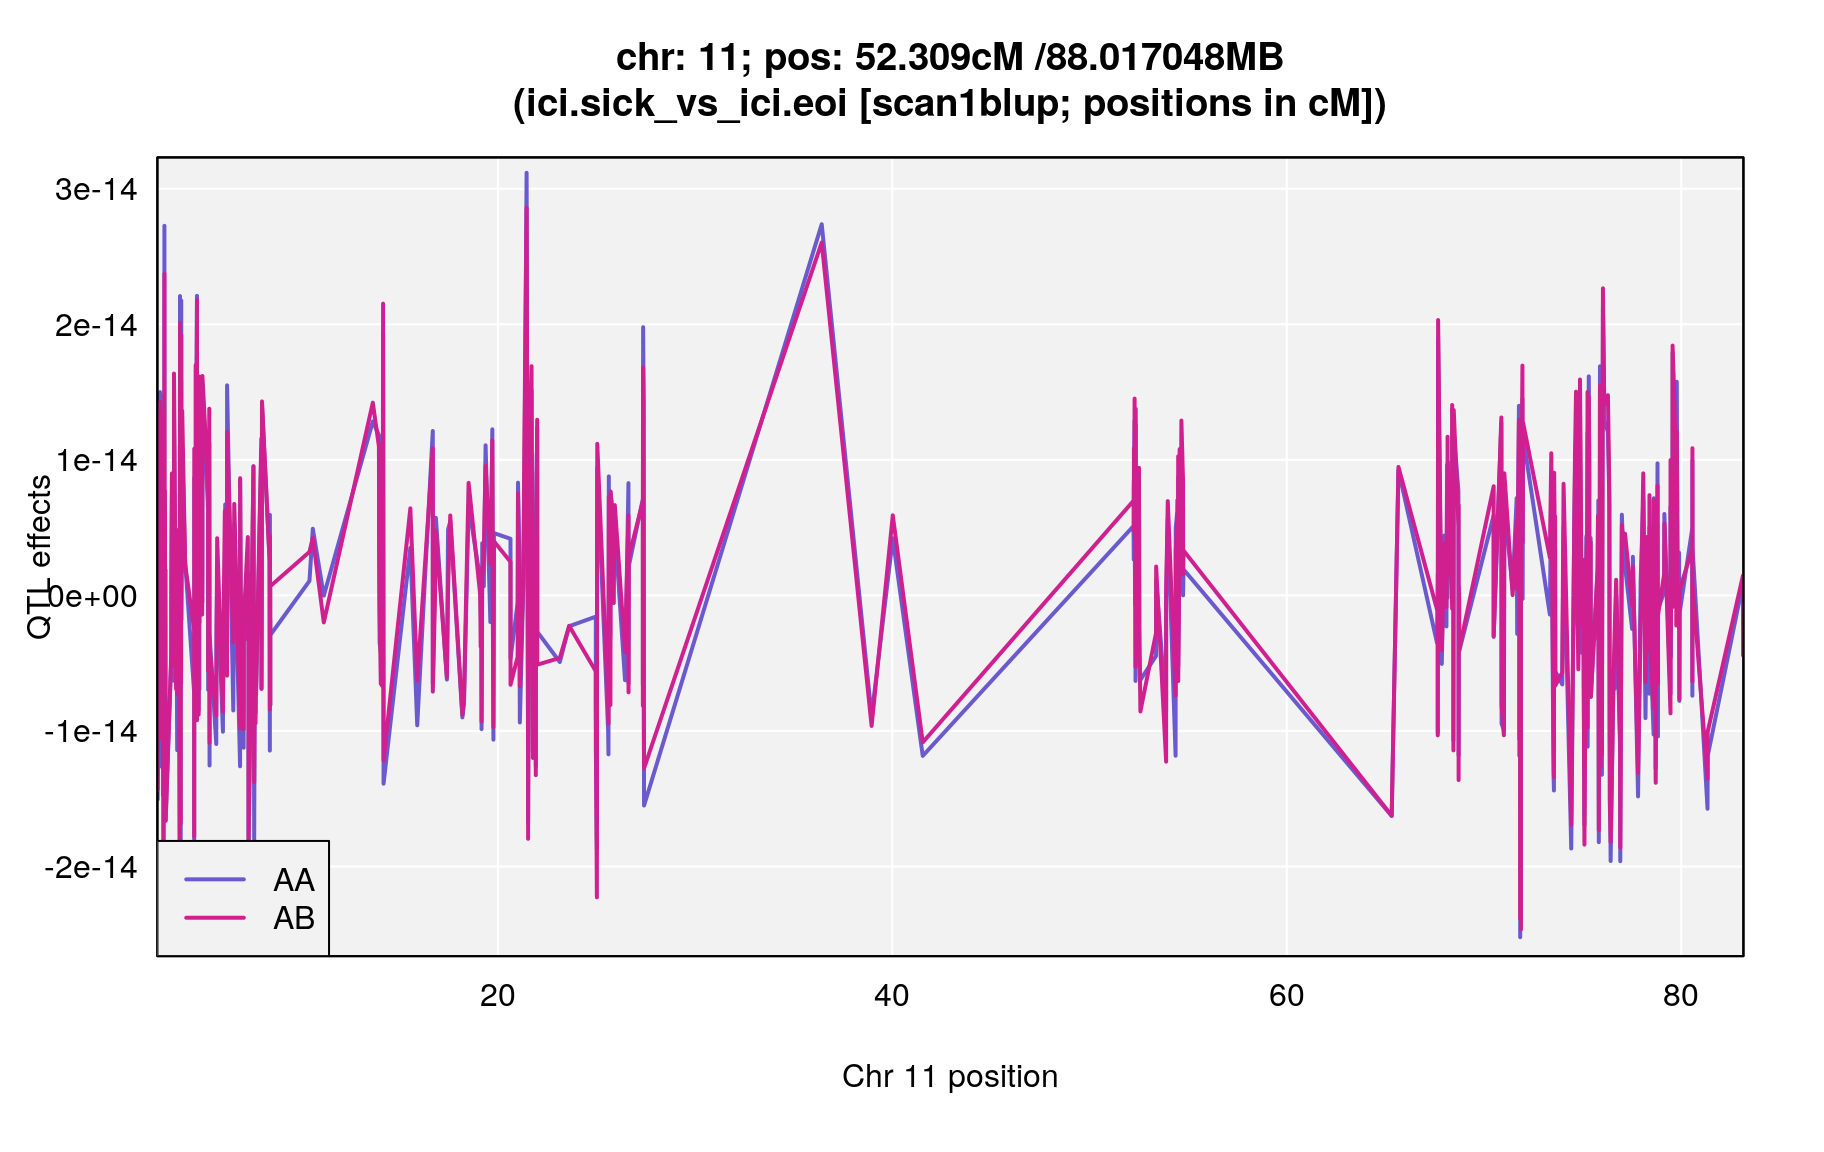 chr: 11; pos: 52.309cM /88.017048MB
(ici.sick_vs_ici.eoi [scan1blup; positions in cM])
QTL effects
3e-14
2e-14
1e-14
0e+00
-1e-14
-2e-14
AA
AB
20
40
60
80
Chr 11 position